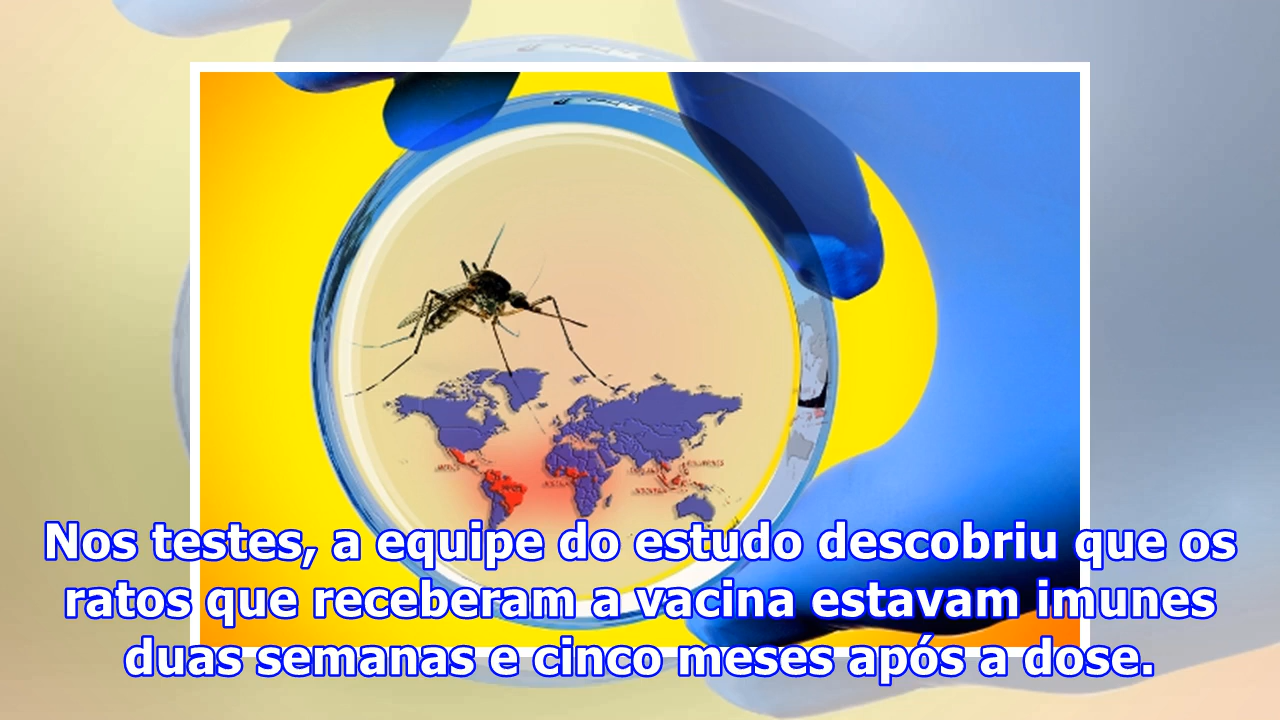 Nos testes, a equipe do estudo descobriu que os
ratos que receberam a vacina estavam imunes
duas semanas e cinco meses após a dose.